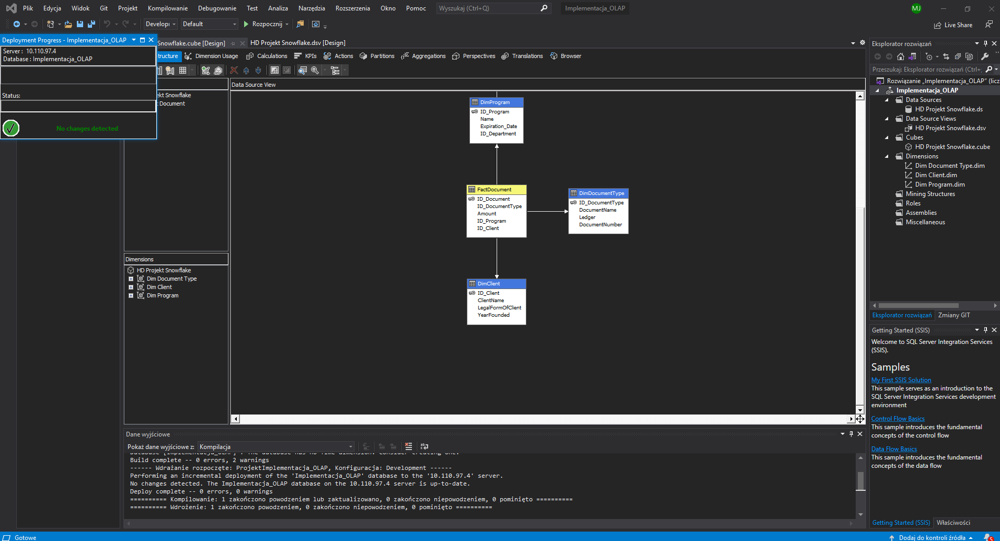 Plik Edycja Widok Git Projekt Kompilowanie Debugowanie Test Analiza Narzędzia Rozszerzenia Okno Pomoc Wyszukaj (Ctrl+Q) Implementacja_OLAP MJ
Develop Default Rozpocznij Live Share
Deployment Progress - Implementacja_OLAP
Server : 10.110.97.4
Database : Implementacja_OLAP
Status:
No changes detected
Snowflake.cube [Design] HD Projekt Snowflake.dsv [Design]
tructure Dimension Usage Calculations KPIs Actions Partitions Aggregations Perspectives Translations Browser
ekt Snowflake
t Document
Dimensions
HD Projekt Snowflake
Dim Document Type
Dim Client
Dim Program
Data Source View
DimProgram
ID_Program
Name
Expiration_Date
ID_Department
FactDocument
ID_Document
ID_DocumentType
Amount
ID_Program
ID_Client
DimDocumentType
ID_DocumentType
DocumentName
Ledger
DocumentNumber
DimClient
ID_Client
ClientName
LegalFormOfClient
YearFounded
Dane wyjściowe
Pokaż dane wyjściowe z: Kompilacja
Database [Implementacja_OLAP] : The database has no Time dimension. Consider creating one.
Build complete -- 0 errors, 2 warnings
------ Wdrażanie rozpoczęte: ProjektImplementacja_OLAP, Konfiguracja: Development ------
Performing an incremental deployment of the 'Implementacja_OLAP' database to the '10.110.97.4' server.
No changes detected. The Implementacja_OLAP database on the 10.110.97.4 server is up-to-date.
Deploy complete -- 0 errors, 0 warnings
========== Kompilowanie: 1 zakończono powodzeniem lub zaktualizowano, 0 zakończono niepowodzeniem, 0 pominięto ==========
========== Wdrożenie: 1 zakończono powodzeniem, 0 zakończono niepowodzeniem, 0 pominięto ==========
Eksplorator rozwiązań
Przeszukaj: Eksplorator rozwiązań (Ctrl+;
Rozwiązanie „Implementacja_OLAP” (licz
Implementacja_OLAP
Data Sources
HD Projekt Snowflake.ds
Data Source Views
HD Projekt Snowflake.dsv
Cubes
HD Projekt Snowflake.cube
Dimensions
Dim Document Type.dim
Dim Client.dim
Dim Program.dim
Mining Structures
Roles
Assemblies
Miscellaneous
Eksplorator rozwiązań Zmiany GIT
Getting Started (SSIS)
Welcome to SQL Server Integration Services
(SSIS).
Samples
My First SSIS Solution
This sample serves as an introduction to the
SQL Server Integration Services development
environment
Control Flow Basics
This sample introduces the fundamental
concepts of the control flow
Data Flow Basics
This sample introduces the fundamental
concepts of the data flow
Getting Started (SSIS) Właściwości
Gotowe Dodaj do kontroli źródła 5